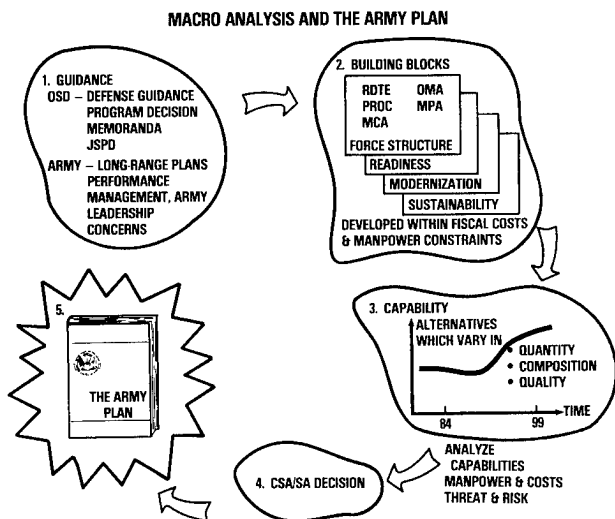 MACRO ANALYSIS AND THE ARMY PLAN
1. GUIDANCE
OSD – DEFENSE GUIDANCE
PROGRAM DECISION
MEMORANDA
JSPD
ARMY – LONG-RANGE PLANS
PERFORMANCE
MANAGEMENT, ARMY
LEADERSHIP
CONCERNS
2. BUILDING BLOCKS
RDTE OMA
PROC MPA
MCA
FORCE STRUCTURE
READINESS
MODERNIZATION
SUSTAINABILITY
DEVELOPED WITHIN FISCAL COSTS
& MANPOWER CONSTRAINTS
3. CAPABILITY
ALTERNATIVES
WHICH VARY IN
• QUANTITY
• COMPOSITION
• QUALITY
84 99 TIME
ANALYZE
CAPABILITIES
MANPOWER & COSTS
THREAT & RISK
4. CSA/SA DECISION
5.
THE ARMY
PLAN